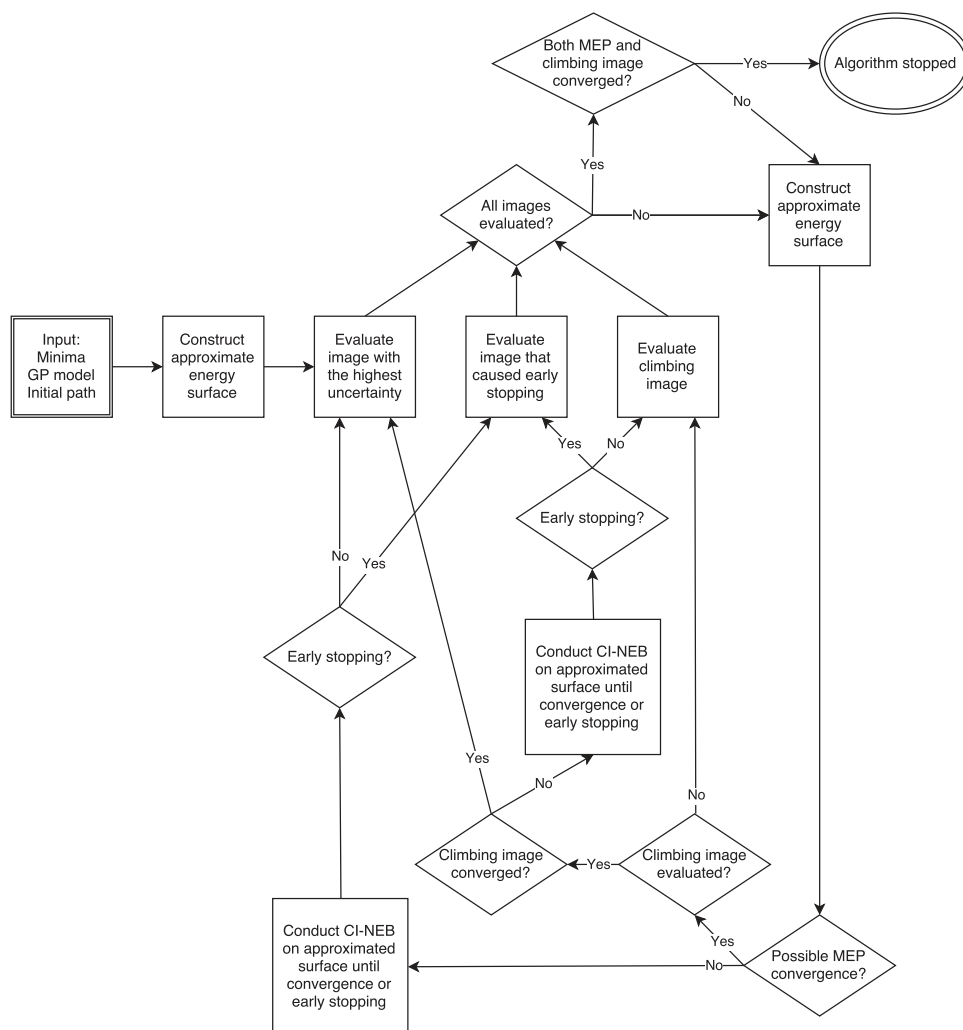 Both MEP and
climbing image
converged?
Yes
Algorithm stopped
No
Yes
All images
evaluated?
No
Construct
approximate
energy
surface
Input:
Minima
GP model
Initial path
Construct
approximate
energy
surface
Evaluate
image with
the highest
uncertainty
Evaluate
image that
caused early
stopping
Evaluate
climbing
image
Yes
No
Early stopping?
No
Yes
Early stopping?
Conduct CI-NEB
on approximated
surface until
convergence or
early stopping
Yes
No
No
Climbing image
converged?
Yes
Climbing image
evaluated?
Conduct CI-NEB
on approximated
surface until
convergence or
early stopping
Yes
No
Possible MEP
convergence?